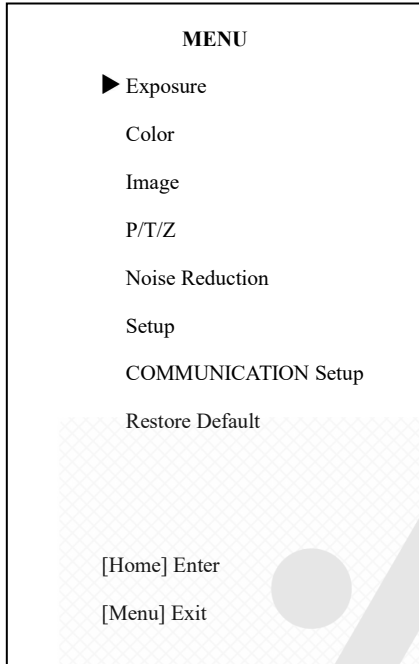 MENU
Exposure
Color
Image
P/T/Z
Noise Reduction
Setup
COMMUNICATION Setup
Restore Default
[Home] Enter
[Menu] Exit